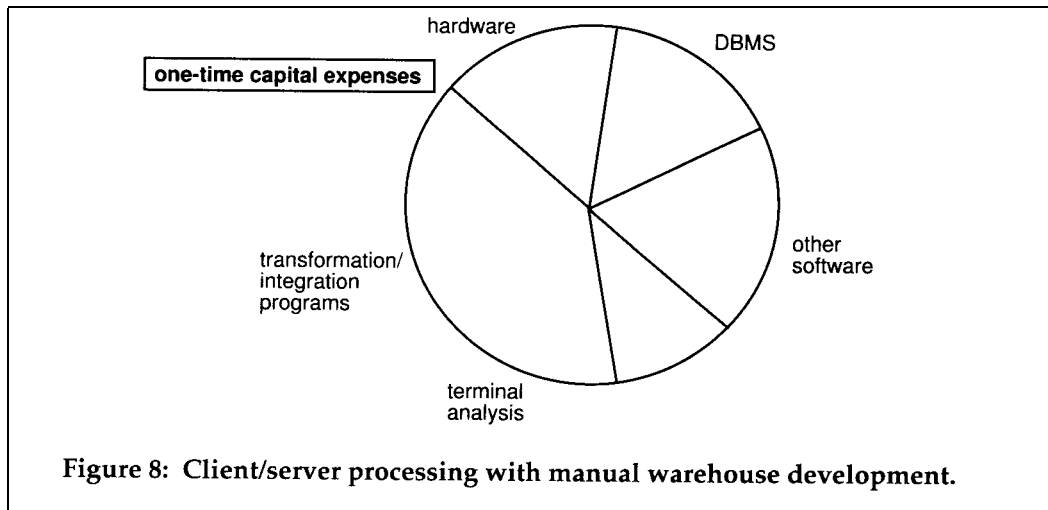 hardware
DBMS
one-time capital expenses
other
software
transformation/
integration
programs
terminal
analysis
Figure 8: Client/server processing with manual warehouse development.